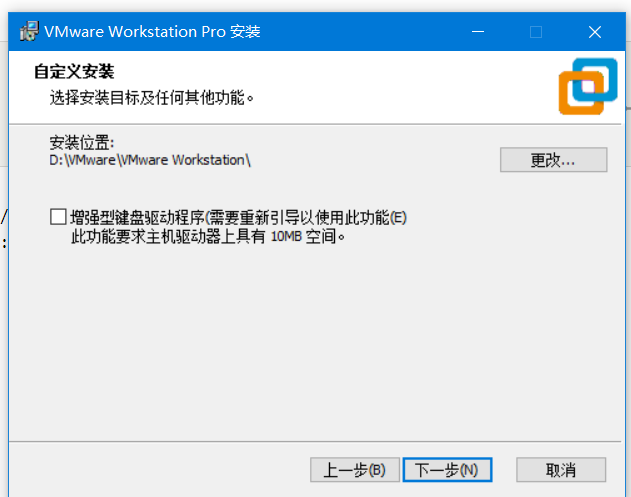 VMware Workstation Pro 安装
自定义安装
选择安装目标及任何其他功能。
安装位置:
D:\VMware\VMware Workstation\
更改...
增强型键盘驱动程序(需要重新引导以使用此功能(E)
此功能要求主机驱动器上具有 10MB 空间。
/
:
上一步(B)
下一步(N)
取消